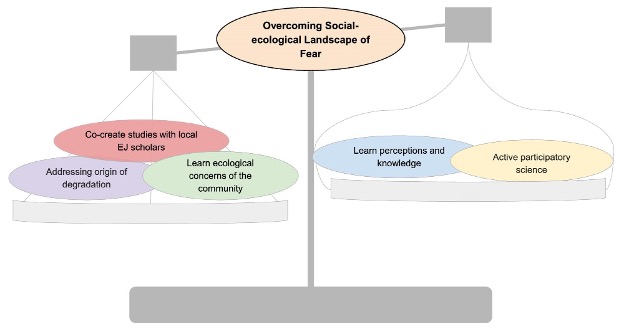 Overcoming Social-
ecological Landscape of
Fear
Co-create studies with local
EJ scholars
Addressing origin of
degradation
Learn ecological
concerns of the
community
Learn perceptions and
knowledge
Active participatory
science